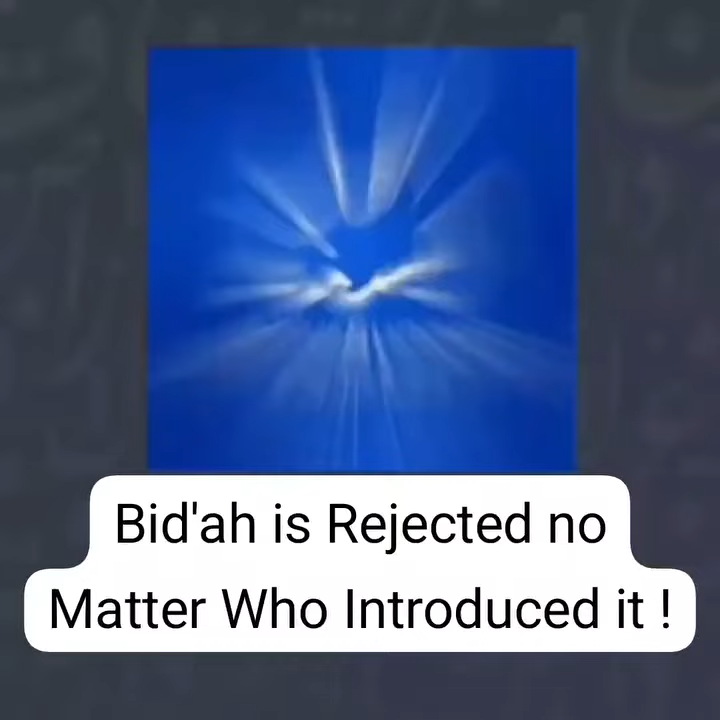 Bid'ah is Rejected no
Matter Who Introduced it !